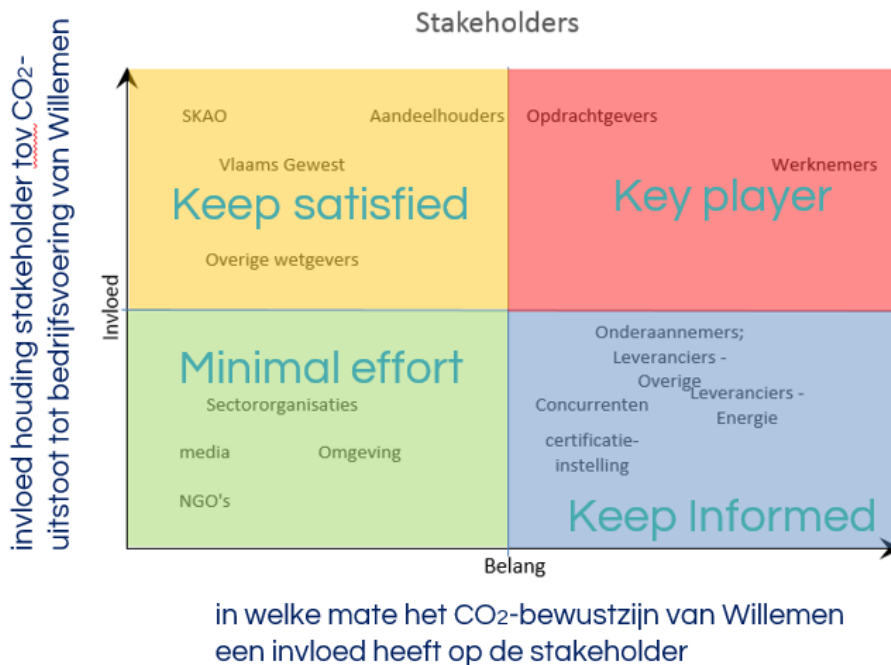 Stakeholders
invloed houding stakeholder tov CO2-
uitstoot tot bedrijfsvoering van Willemen
Invloed
SKAO
Aandeelhouders
Vlaams Gewest
Keep satisfied
Overige wetgevers
Opdrachtgevers
Werknemers
Key player
Minimal effort
Sectororganisaties
media
Omgeving
NGO's
Onderaannemers;
Leveranciers -
Overige
Leveranciers -
Energie
Concurrenten
certificatie-
instelling
Keep Informed
Belang
in welke mate het CO2-bewustzijn van Willemen
een invloed heeft op de stakeholder